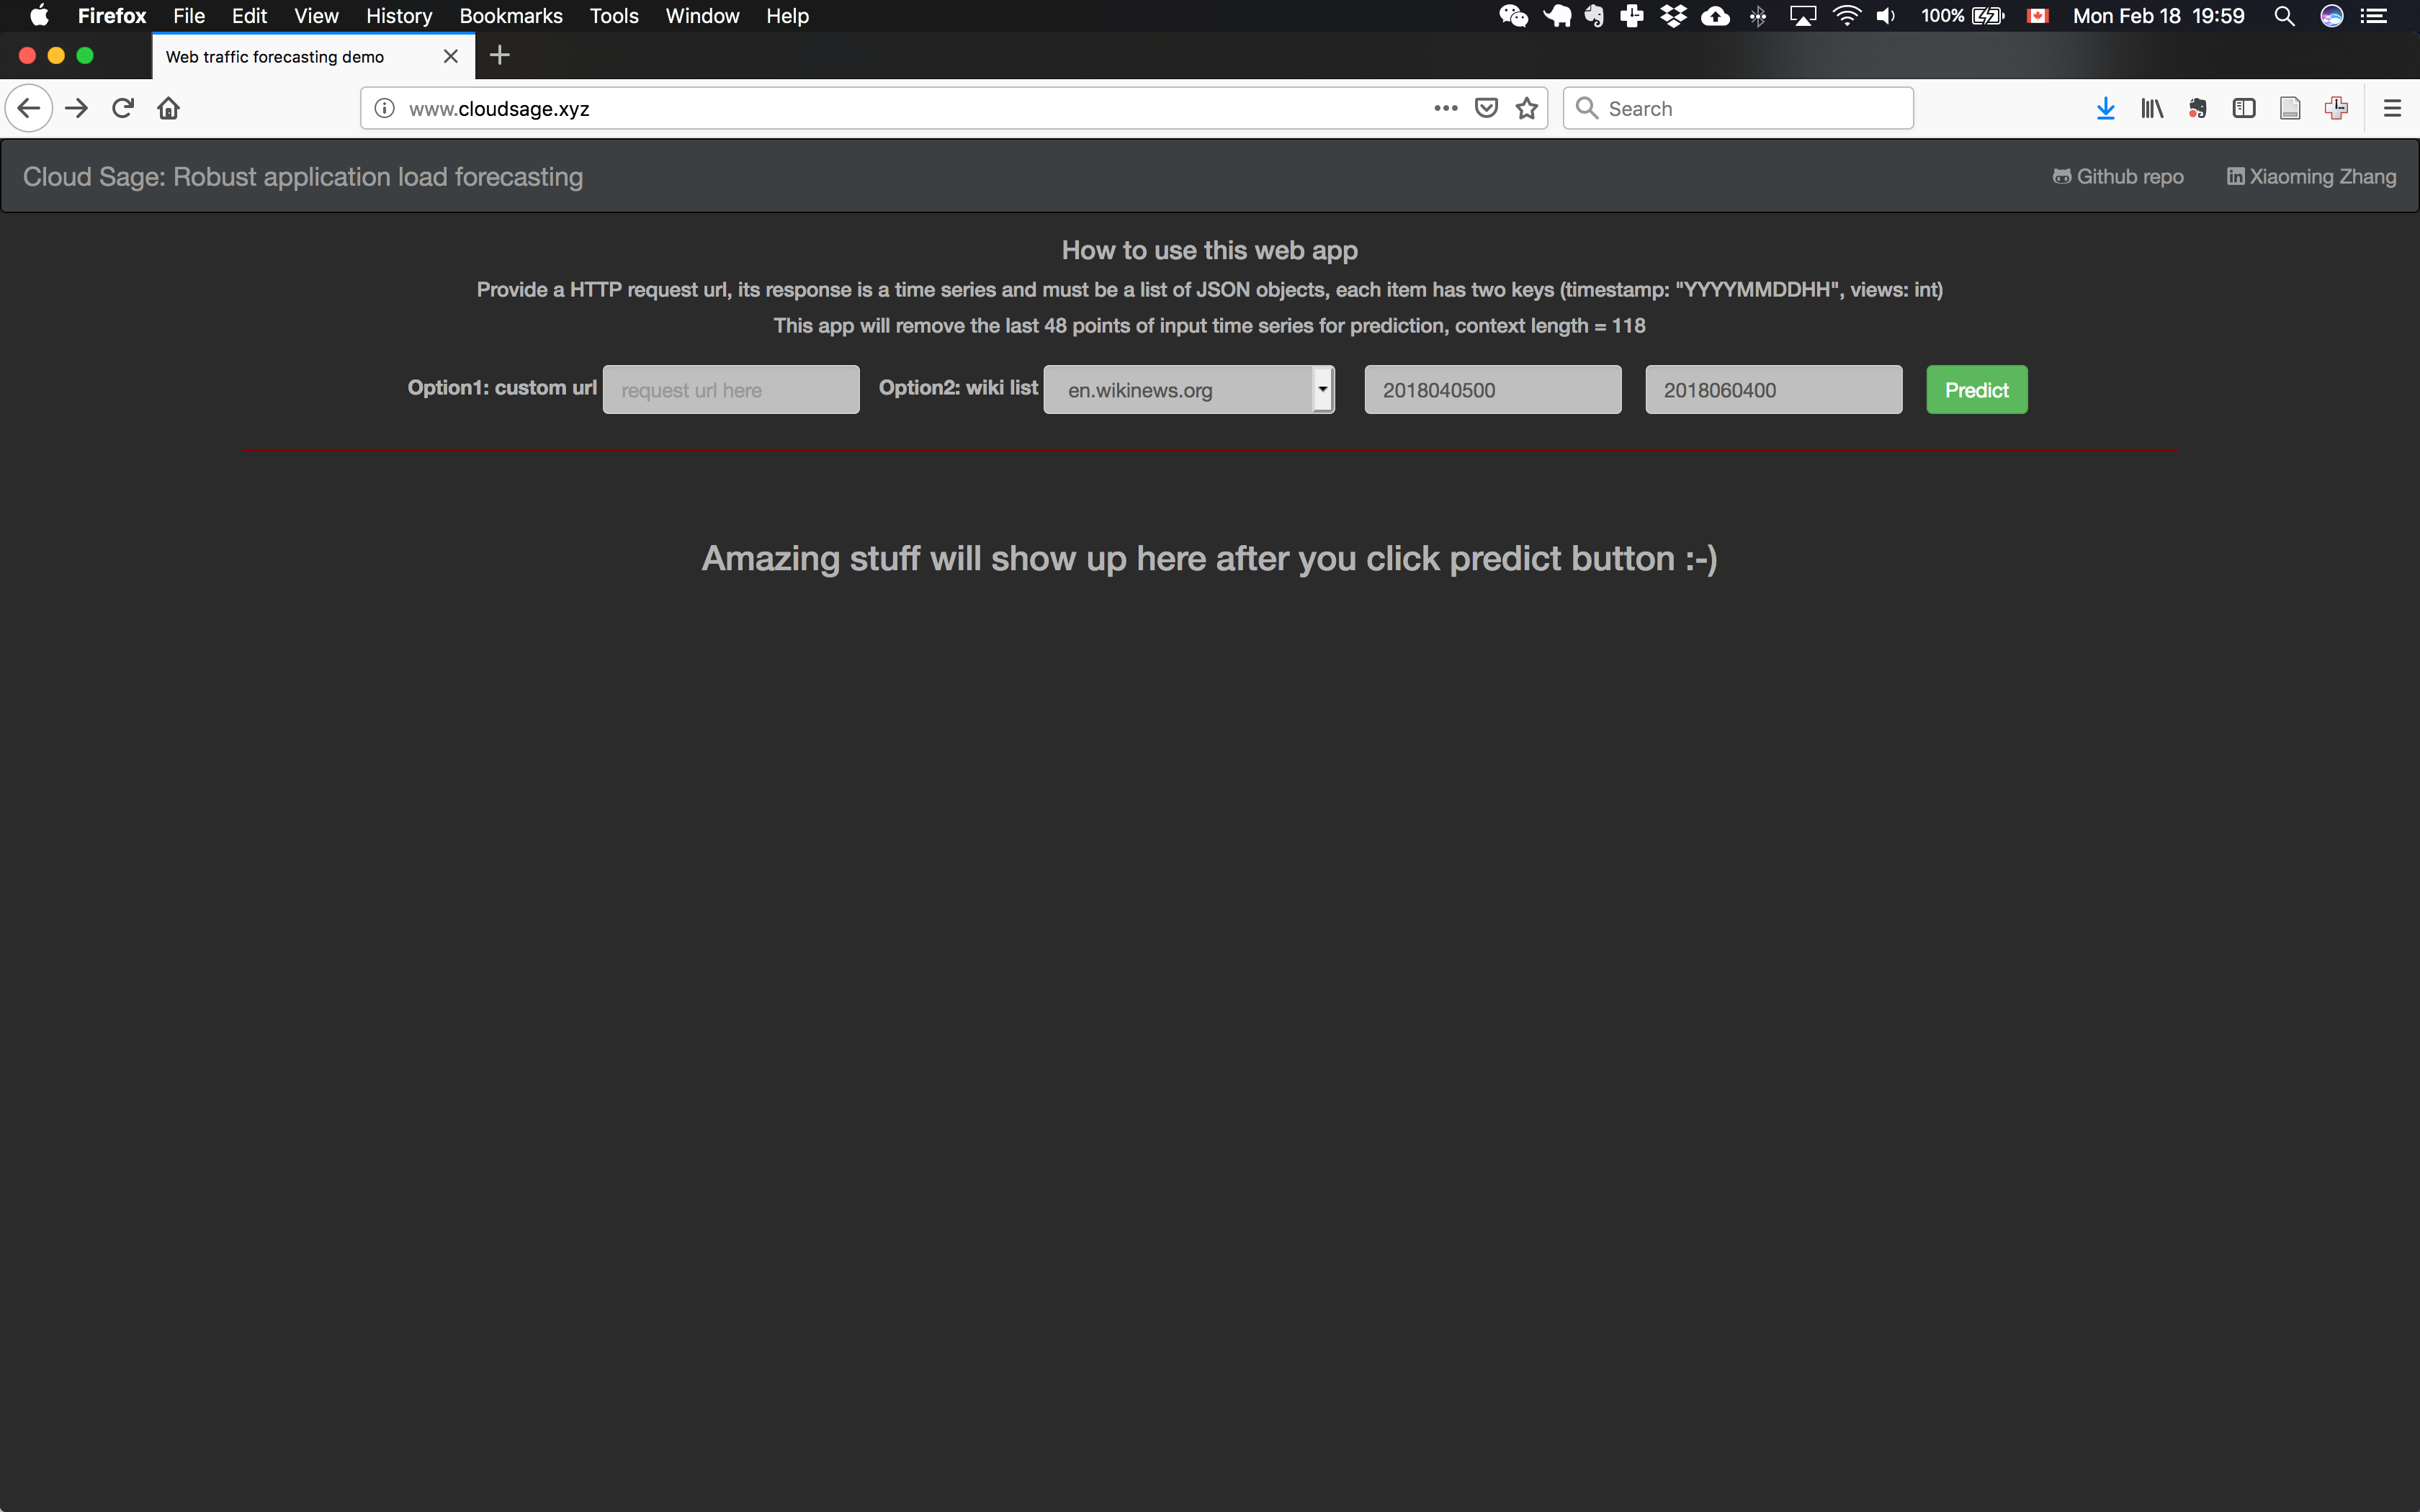 Firefox File Edit View History Bookmarks Tools Window Help 100% Mon Feb 18 19:59
Web traffic forecasting demo
www.cloudsage.xyz Search
Cloud Sage: Robust application load forecasting Github repo Xiaoming Zhang
How to use this web app
Provide a HTTP request url, its response is a time series and must be a list of JSON objects, each item has two keys (timestamp: "YYYYMMDDHH", views: int)
This app will remove the last 48 points of input time series for prediction, context length = 118
Option1: custom url request url here Option2: wiki list en.wikinews.org 2018040500 2018060400 Predict
Amazing stuff will show up here after you click predict button :-)